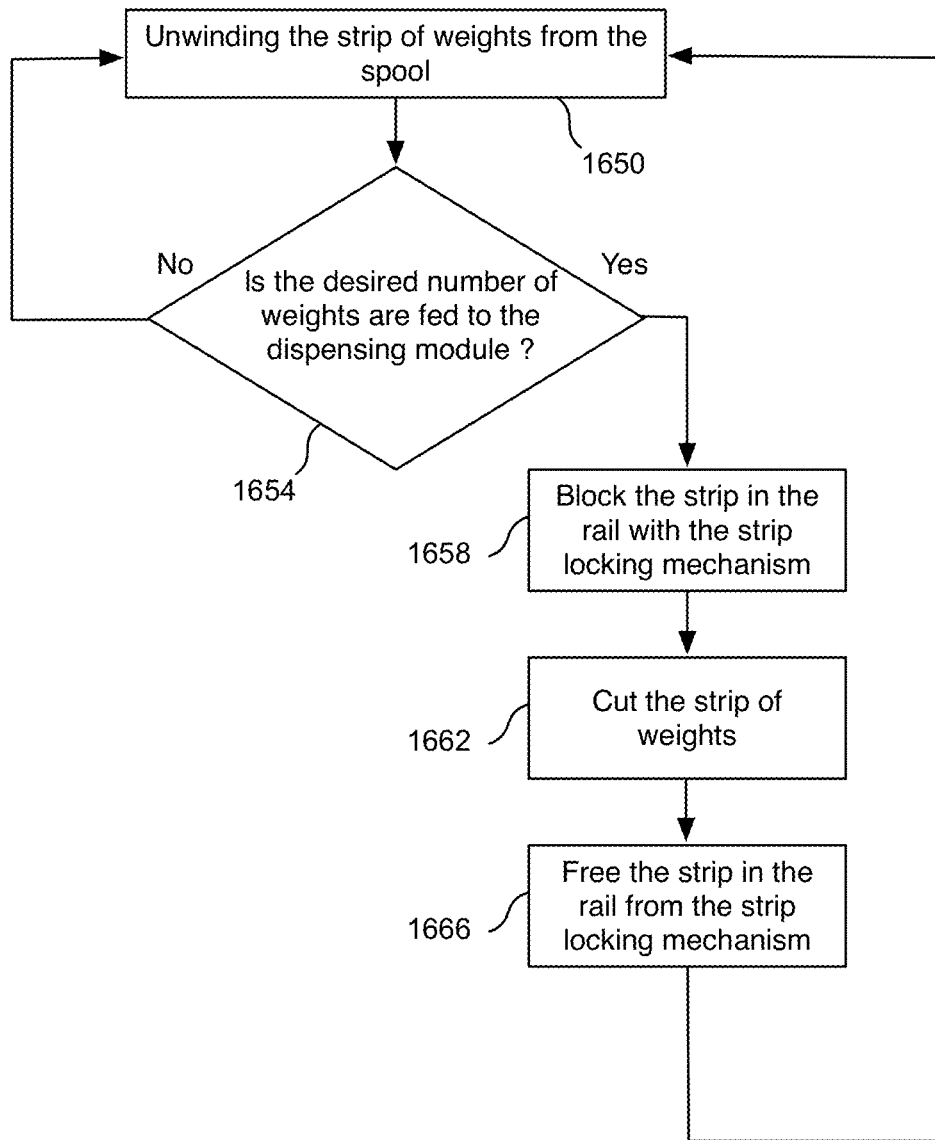 Unwinding the strip of weights from the
spool
1650
No
Yes
Is the desired number of
weights are fed to the
dispensing module ?
1654
Block the strip in the
rail with the strip
locking mechanism
1658
Cut the strip of
weights
1662
Free the strip in the
rail from the strip
locking mechanism
1666